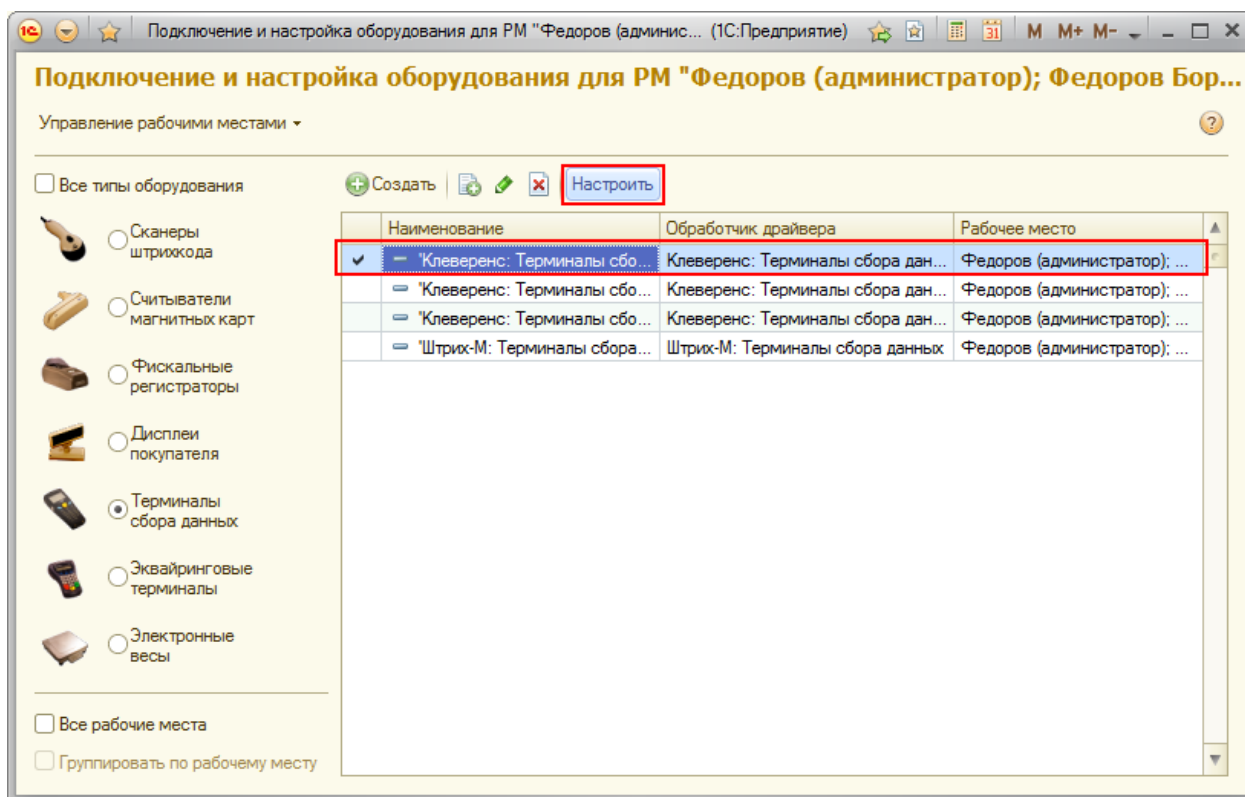 1С Подключение и настройка оборудования для РМ "Федоров (админис... (1С:Предприятие) 31 M M+ M-
Подключение и настройка оборудования для РМ "Федоров (администратор); Федоров Бор...
Управление рабочими местами
?
Все типы оборудования
Создать Настроить
Сканеры
штрихкода
Считыватели
магнитных карт
Фискальные
регистраторы
Дисплеи
покупателя
Терминалы
сбора данных
Эквайринговые
терминалы
Электронные
весы
Все рабочие места
Группировать по рабочему месту
Наименование Обработчик драйвера Рабочее место
'Клеверенс: Терминалы сбо... Клеверенс: Терминалы сбора дан... Федоров (администратор); ...
'Клеверенс: Терминалы сбо... Клеверенс: Терминалы сбора дан... Федоров (администратор); ...
'Клеверенс: Терминалы сбо... Клеверенс: Терминалы сбора дан... Федоров (администратор); ...
'Штрих-М: Терминалы сбора... Штрих-М: Терминалы сбора данных Федоров (администратор); ...